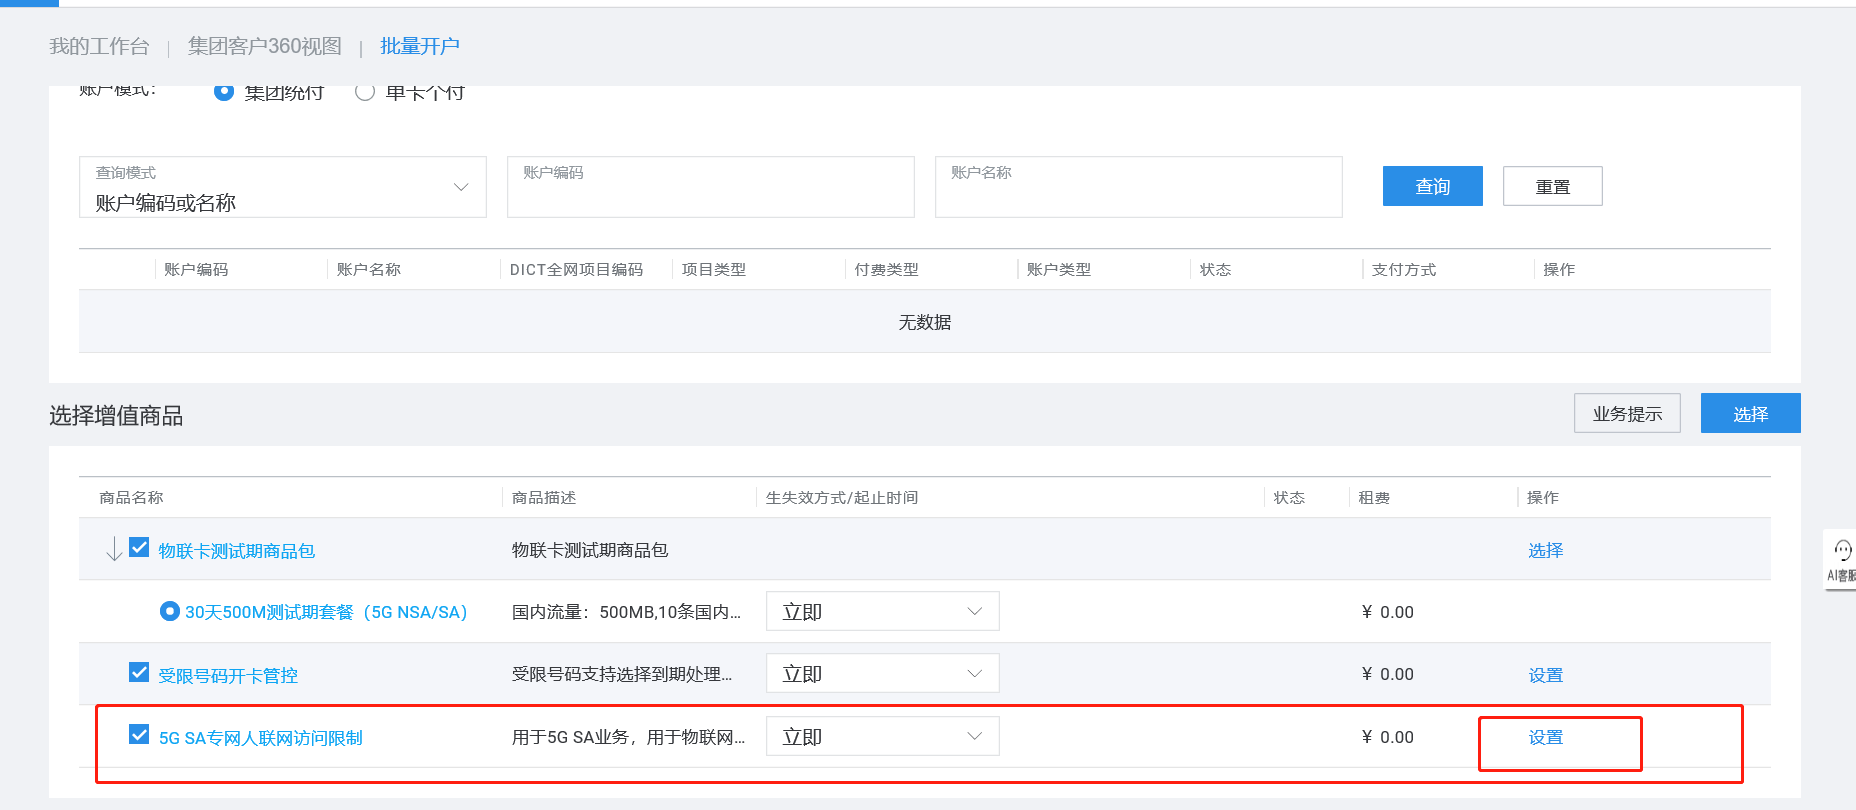 我的工作台 | 集团客户360视图 | 批量开户
账户模式： 集团统付 单卡个付
查询模式
账户编码或名称
账户编码
账户名称
查询
重置
账户编码 账户名称 DICT全网项目编码 项目类型 付费类型 账户类型 状态 支付方式 操作
无数据
选择增值商品
业务提示
选择
商品名称 商品描述 生失效方式/起止时间 状态 租费 操作
物联卡测试期商品包 物联卡测试期商品包 选择
30天500M测试期套餐（5G NSA/SA） 国内流量：500MB,10条国内... 立即 ¥ 0.00
受限号码开卡管控 受限号码支持选择到期处理... 立即 ¥ 0.00 设置
5G SA专网人联网访问限制 用于5G SA业务，用于物联网... 立即 ¥ 0.00 设置
AI客服